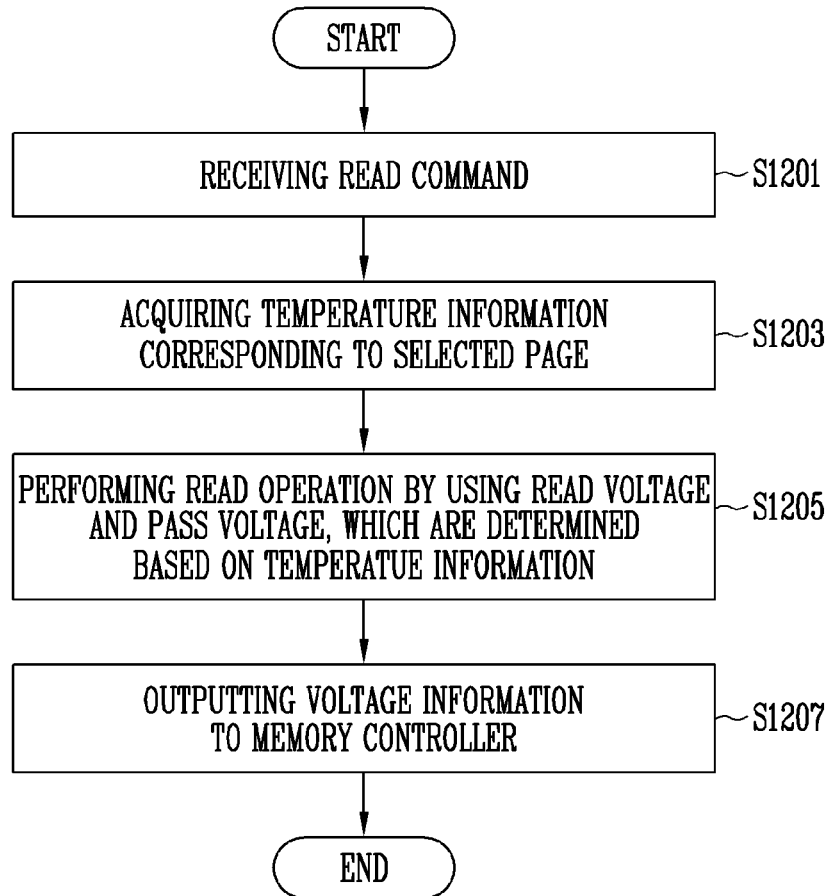 START
RECEIVING READ COMMAND
S1201
ACQUIRING TEMPERATURE INFORMATION
CORRESPONDING TO SELECTED PAGE
S1203
PERFORMING READ OPERATION BY USING READ VOLTAGE
AND PASS VOLTAGE, WHICH ARE DETERMINED
BASED ON TEMPERATUE INFORMATION
S1205
OUTPUTTING VOLTAGE INFORMATION
TO MEMORY CONTROLLER
S1207
END